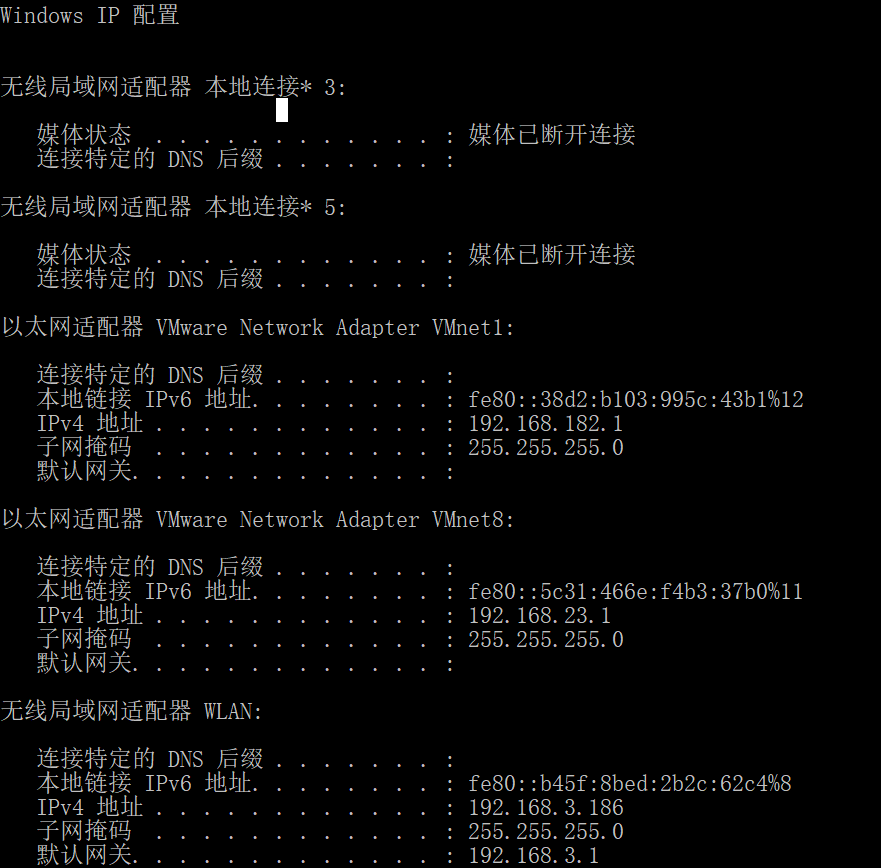 Windows IP 配置
无线局域网适配器 本地连接* 3:
媒体状态  . . . . . . . . . . . . : 媒体已断开连接
连接特定的 DNS 后缀 . . . . . . . :
无线局域网适配器 本地连接* 5:
媒体状态  . . . . . . . . . . . . : 媒体已断开连接
连接特定的 DNS 后缀 . . . . . . . :
以太网适配器 VMware Network Adapter VMnet1:
连接特定的 DNS 后缀 . . . . . . . :
本地链接 IPv6 地址. . . . . . . . : fe80::38d2:b103:995c:43b1%12
IPv4 地址 . . . . . . . . . . . . : 192.168.182.1
子网掩码  . . . . . . . . . . . . : 255.255.255.0
默认网关. . . . . . . . . . . . . :
以太网适配器 VMware Network Adapter VMnet8:
连接特定的 DNS 后缀 . . . . . . . :
本地链接 IPv6 地址. . . . . . . . : fe80::5c31:466e:f4b3:37b0%11
IPv4 地址 . . . . . . . . . . . . : 192.168.23.1
子网掩码  . . . . . . . . . . . . : 255.255.255.0
默认网关. . . . . . . . . . . . . :
无线局域网适配器 WLAN:
连接特定的 DNS 后缀 . . . . . . . :
本地链接 IPv6 地址. . . . . . . . : fe80::b45f:8bed:2b2c:62c4%8
IPv4 地址 . . . . . . . . . . . . : 192.168.3.186
子网掩码  . . . . . . . . . . . . : 255.255.255.0
默认网关. . . . . . . . . . . . . : 192.168.3.1